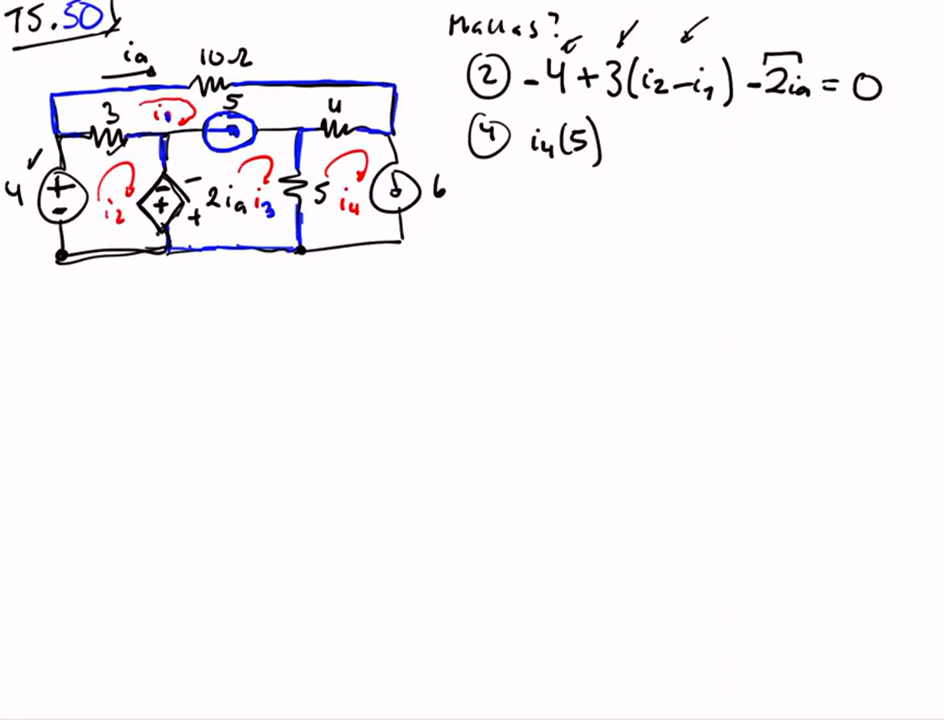 T5.50)
Mallas?
② -4+3(i2-i1)-2ia=0
④ i4(5)
ia 10Ω
3 i1 5 4
4 i2 - + 2ia i3 5 i4 6